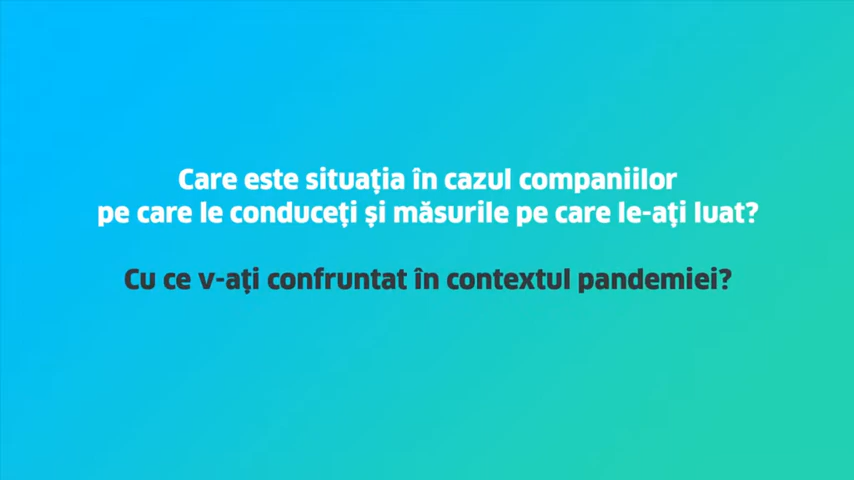 Care este situația în cazul companiilor
pe care le conduceți și măsurile pe care le-ați luat?
Cu ce v-ați confruntat în contextul pandemiei?